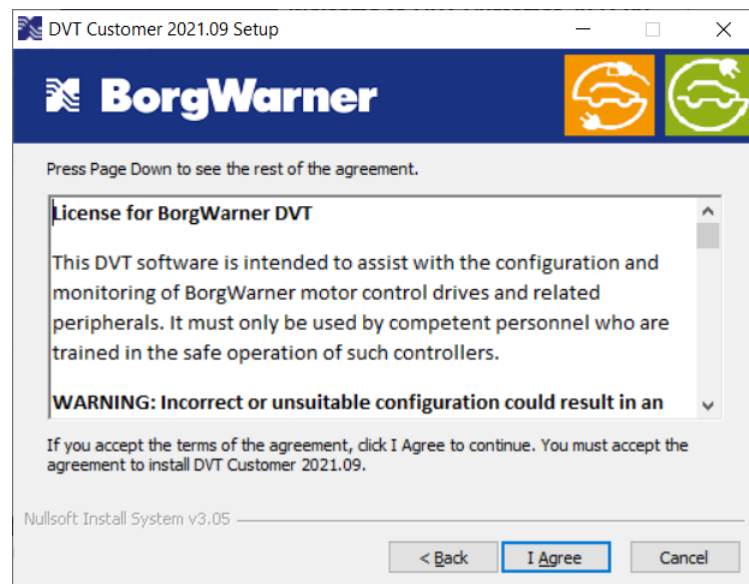 DVT Customer 2021.09 Setup
BorgWarner
Press Page Down to see the rest of the agreement.
License for BorgWarner DVT
This DVT software is intended to assist with the configuration and
monitoring of BorgWarner motor control drives and related
peripherals. It must only be used by competent personnel who are
trained in the safe operation of such controllers.
WARNING: Incorrect or unsuitable configuration could result in an
If you accept the terms of the agreement, click I Agree to continue. You must accept the
agreement to install DVT Customer 2021.09.
Nullsoft Install System v3.05
< Back
I Agree
Cancel